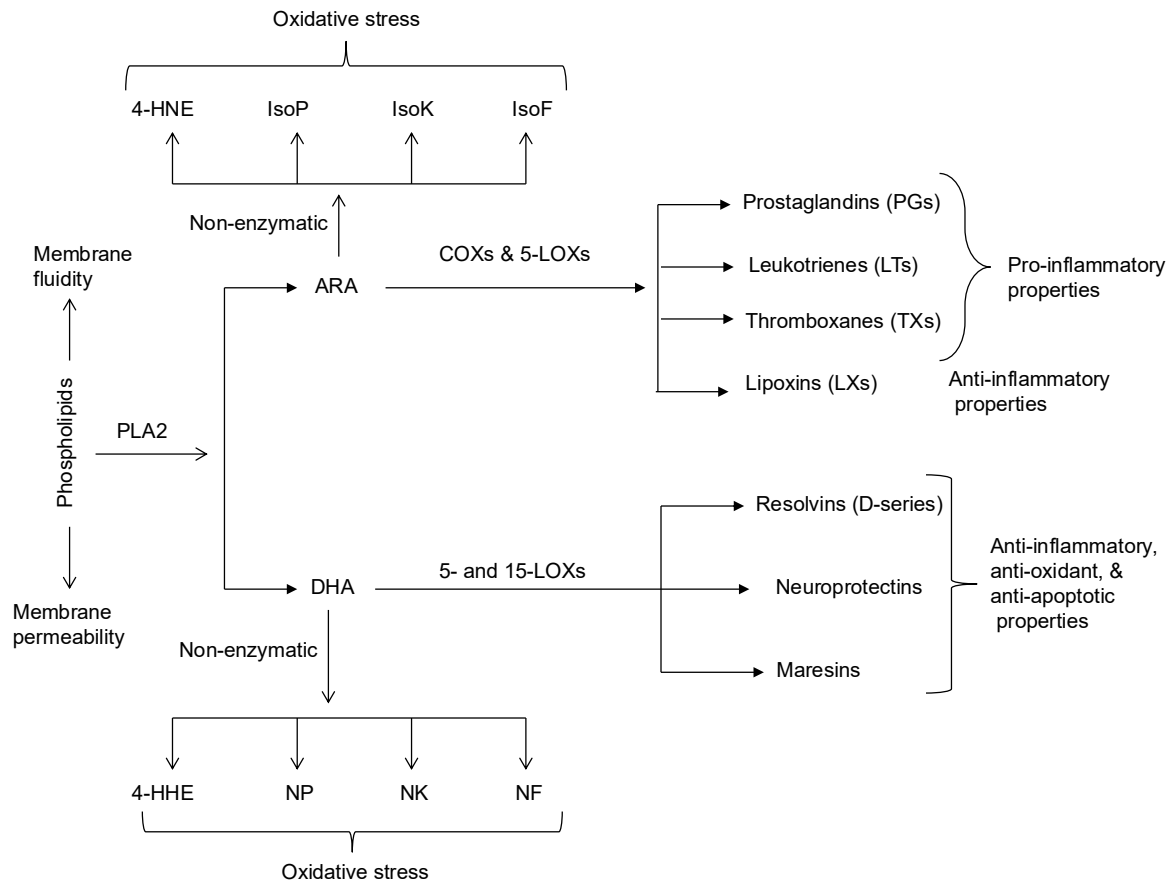 Oxidative stress
4-HNE
IsoP
IsoK
IsoF
Non-enzymatic
Membrane
fluidity
Phospholipids
Membrane
permeability
PLA2
ARA
COXs & 5-LOXs
Prostaglandins (PGs)
Leukotrienes (LTs)
Thromboxanes (TXs)
Lipoxins (LXs)
Pro-inflammatory
properties
Anti-inflammatory
properties
DHA
5- and 15-LOXs
Resolvins (D-series)
Neuroprotectins
Maresins
Anti-inflammatory,
anti-oxidant, &
anti-apoptotic
properties
Non-enzymatic
4-HHE
NP
NK
NF
Oxidative stress